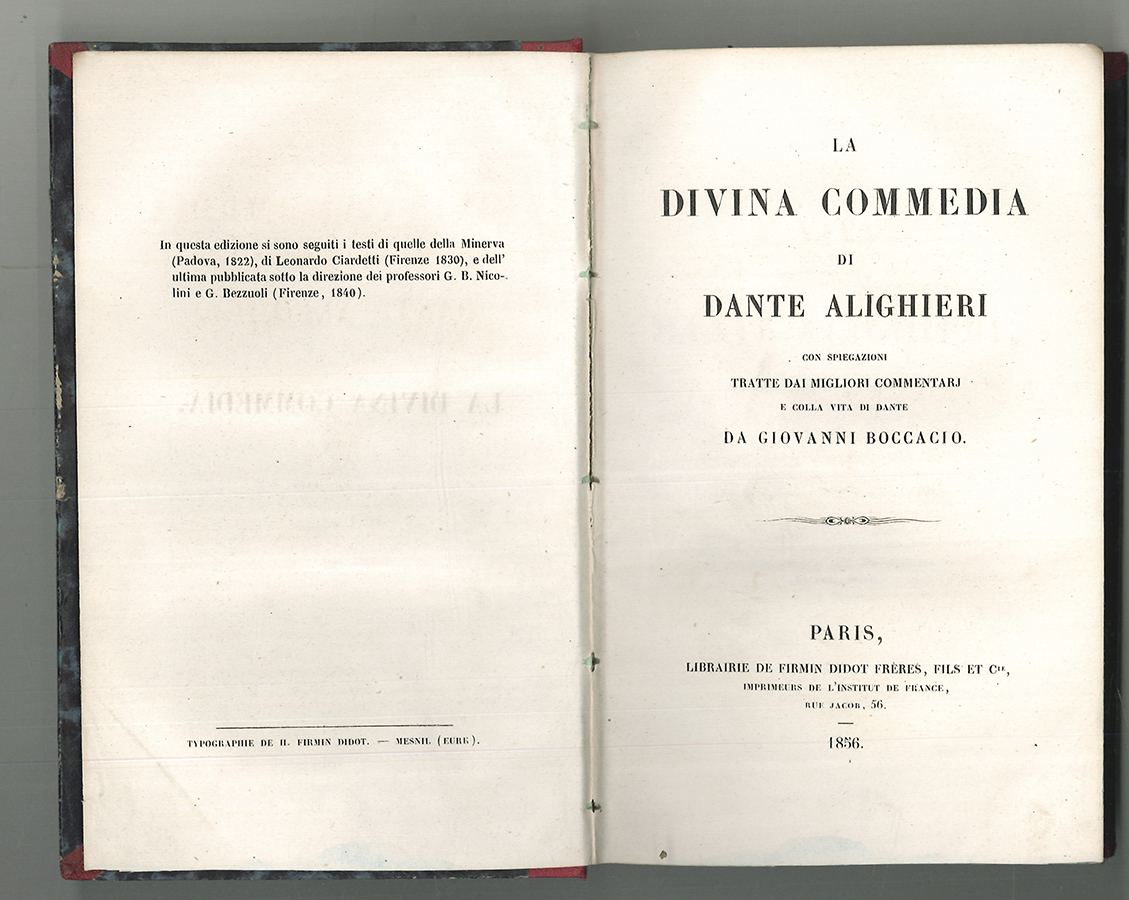 In questa edizione si sono seguiti i testi di quelle della Minerva
(Padova, 1822), di Leonardo Ciardetti (Firenze 1830), e dell'
ultima pubblicata sotto la direzione dei professori G. B. Nico-
lini e G. Bezzuoli (Firenze, 1840).
TYPOGRAPHIE DE H. FIRMIN DIDOT. — MESNIL (EURE).
LA
DIVINA COMMEDIA
DI
DANTE ALIGHIERI
CON SPIEGAZIONI
TRATTE DAI MIGLIORI COMMENTARJ
E COLLA VITA DI DANTE
DA GIOVANNI BOCCACIO.
PARIS,
LIBRAIRIE DE FIRMIN DIDOT FRÈRES, FILS ET Cie,
IMPRIMEURS DE L'INSTITUT DE FRANCE,
RUE JACOB, 56.
1856.